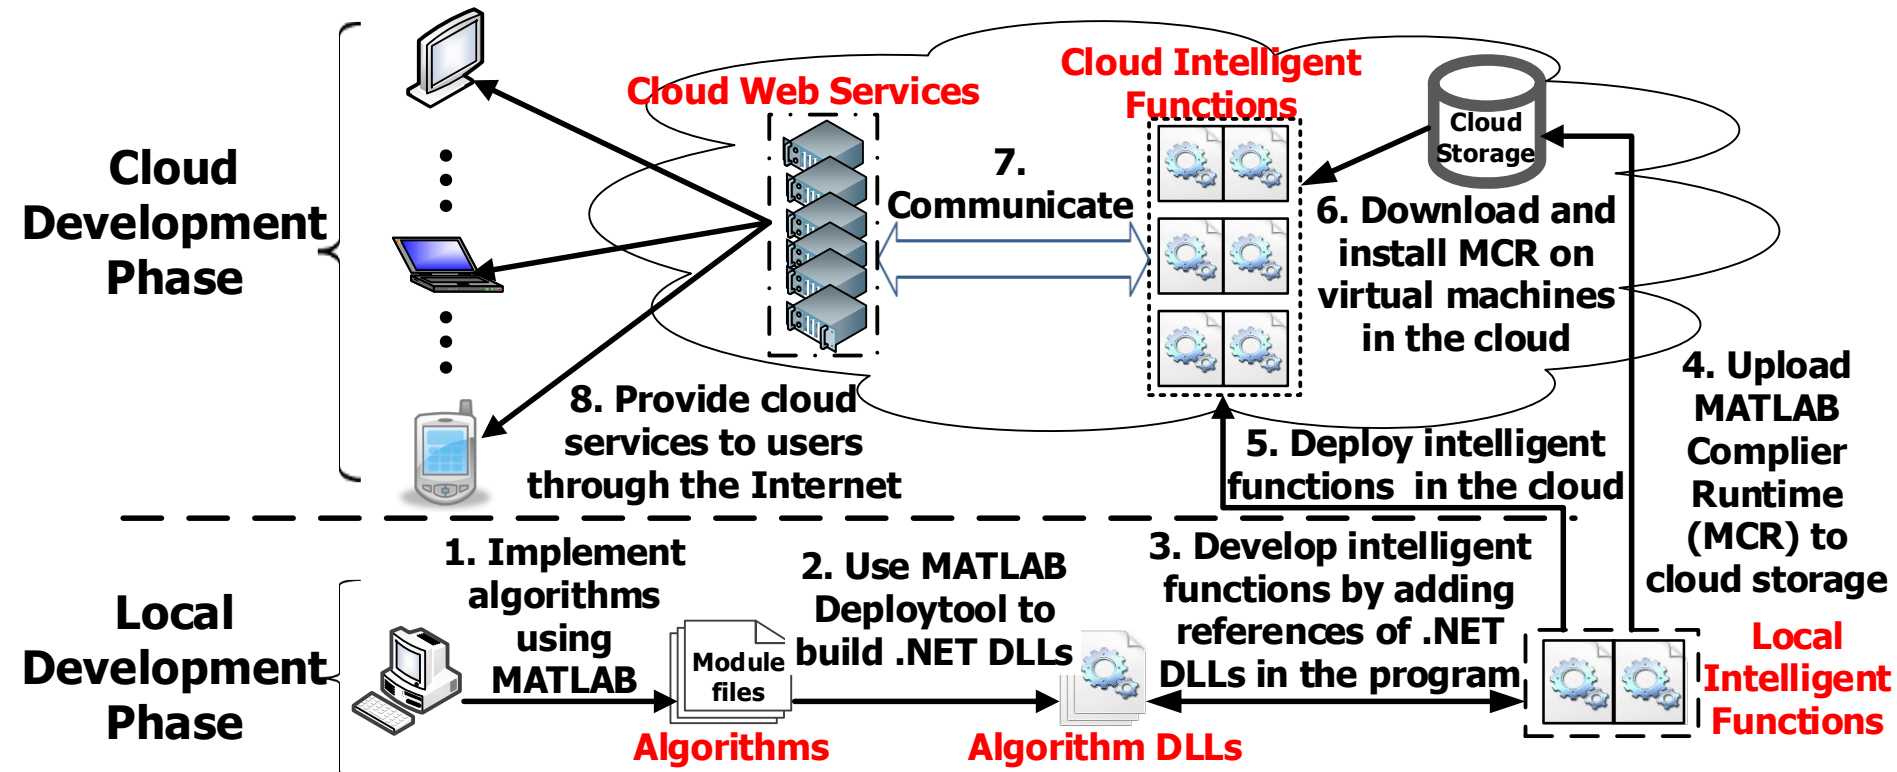 Cloud
Development
Phase
Cloud Web Services
Cloud Intelligent
Functions
Cloud
Storage
7.
Communicate
6. Download and
install MCR on
virtual machines
in the cloud
8. Provide cloud
services to users
through the Internet
5. Deploy intelligent
functions in the cloud
4. Upload
MATLAB
Complier
Runtime
(MCR) to
cloud storage
Local
Development
Phase
1. Implement
algorithms
using
MATLAB
Module
files
Algorithms
2. Use MATLAB
Deploytool to
build .NET DLLs
Algorithm DLLs
3. Develop intelligent
functions by adding
references of .NET
DLLs in the program
Local
Intelligent
Functions